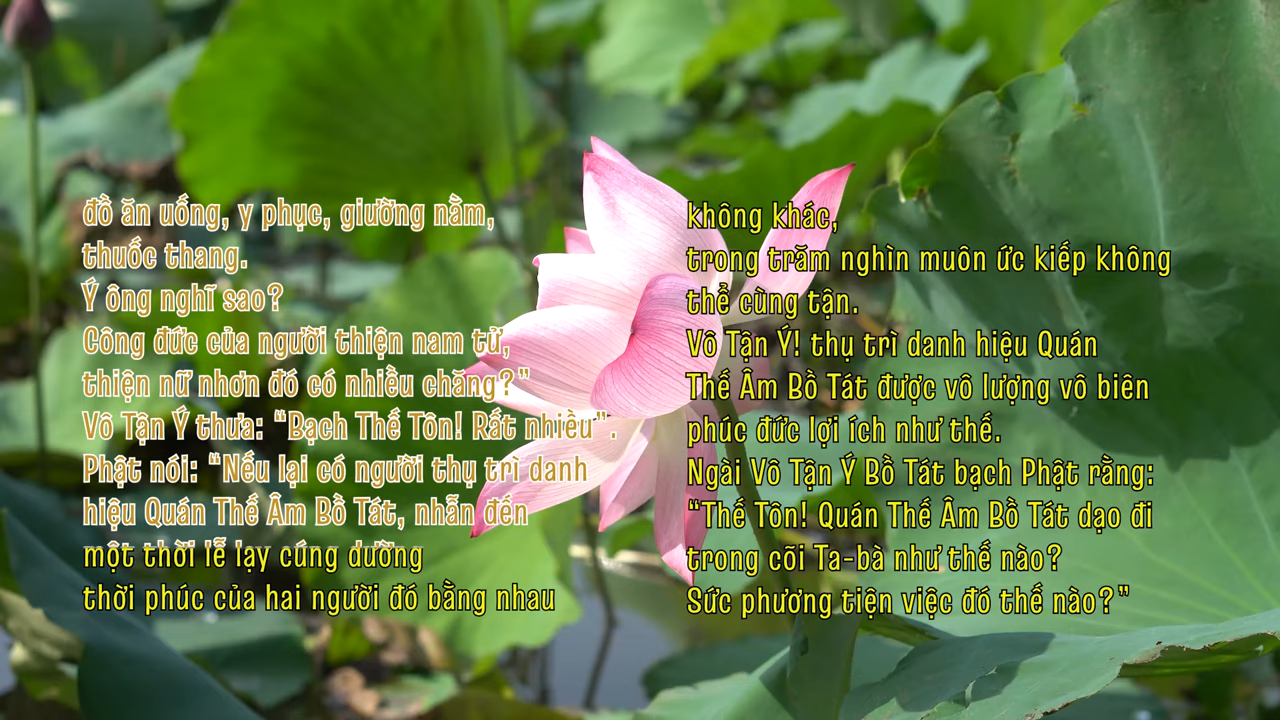 đồ ăn uống, y phục, giường nằm,
thuốc thang.
Ý ông nghĩ sao?
Công đức của người thiện nam tử,
thiện nữ nhơn đó có nhiều chăng?”
Vô Tận Ý thưa: “Bạch Thế Tôn! Rất nhiều”.
Phật nói: “Nếu lại có người thụ trì danh
hiệu Quán Thế Âm Bồ Tát, nhẫn đến
một thời lễ lạy cúng dường
thời phúc của hai người đó bằng nhau
không khác,
trong trăm nghìn muôn ức kiếp không
thể cùng tận.
Vô Tận Ý! thụ trì danh hiệu Quán
Thế Âm Bồ Tát được vô lượng vô biên
phúc đức lợi ích như thế.
Ngài Vô Tận Ý Bồ Tát bạch Phật rằng:
“Thế Tôn! Quán Thế Âm Bồ Tát dạo đi
trong cõi Ta-bà như thế nào?
Sức phương tiện việc đó thế nào?”